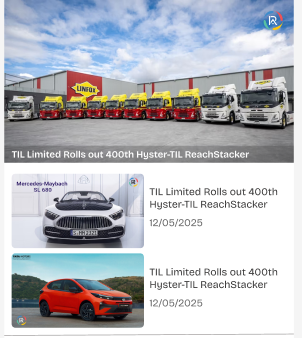 LINFOX
TIL Limited Rolls out 400th Hyster-TIL ReachStacker
Mercedes-Maybach
SL 680
TIL Limited Rolls out 400th
Hyster-TIL ReachStacker
12/05/2025
TIL Limited Rolls out 400th
Hyster-TIL ReachStacker
12/05/2025